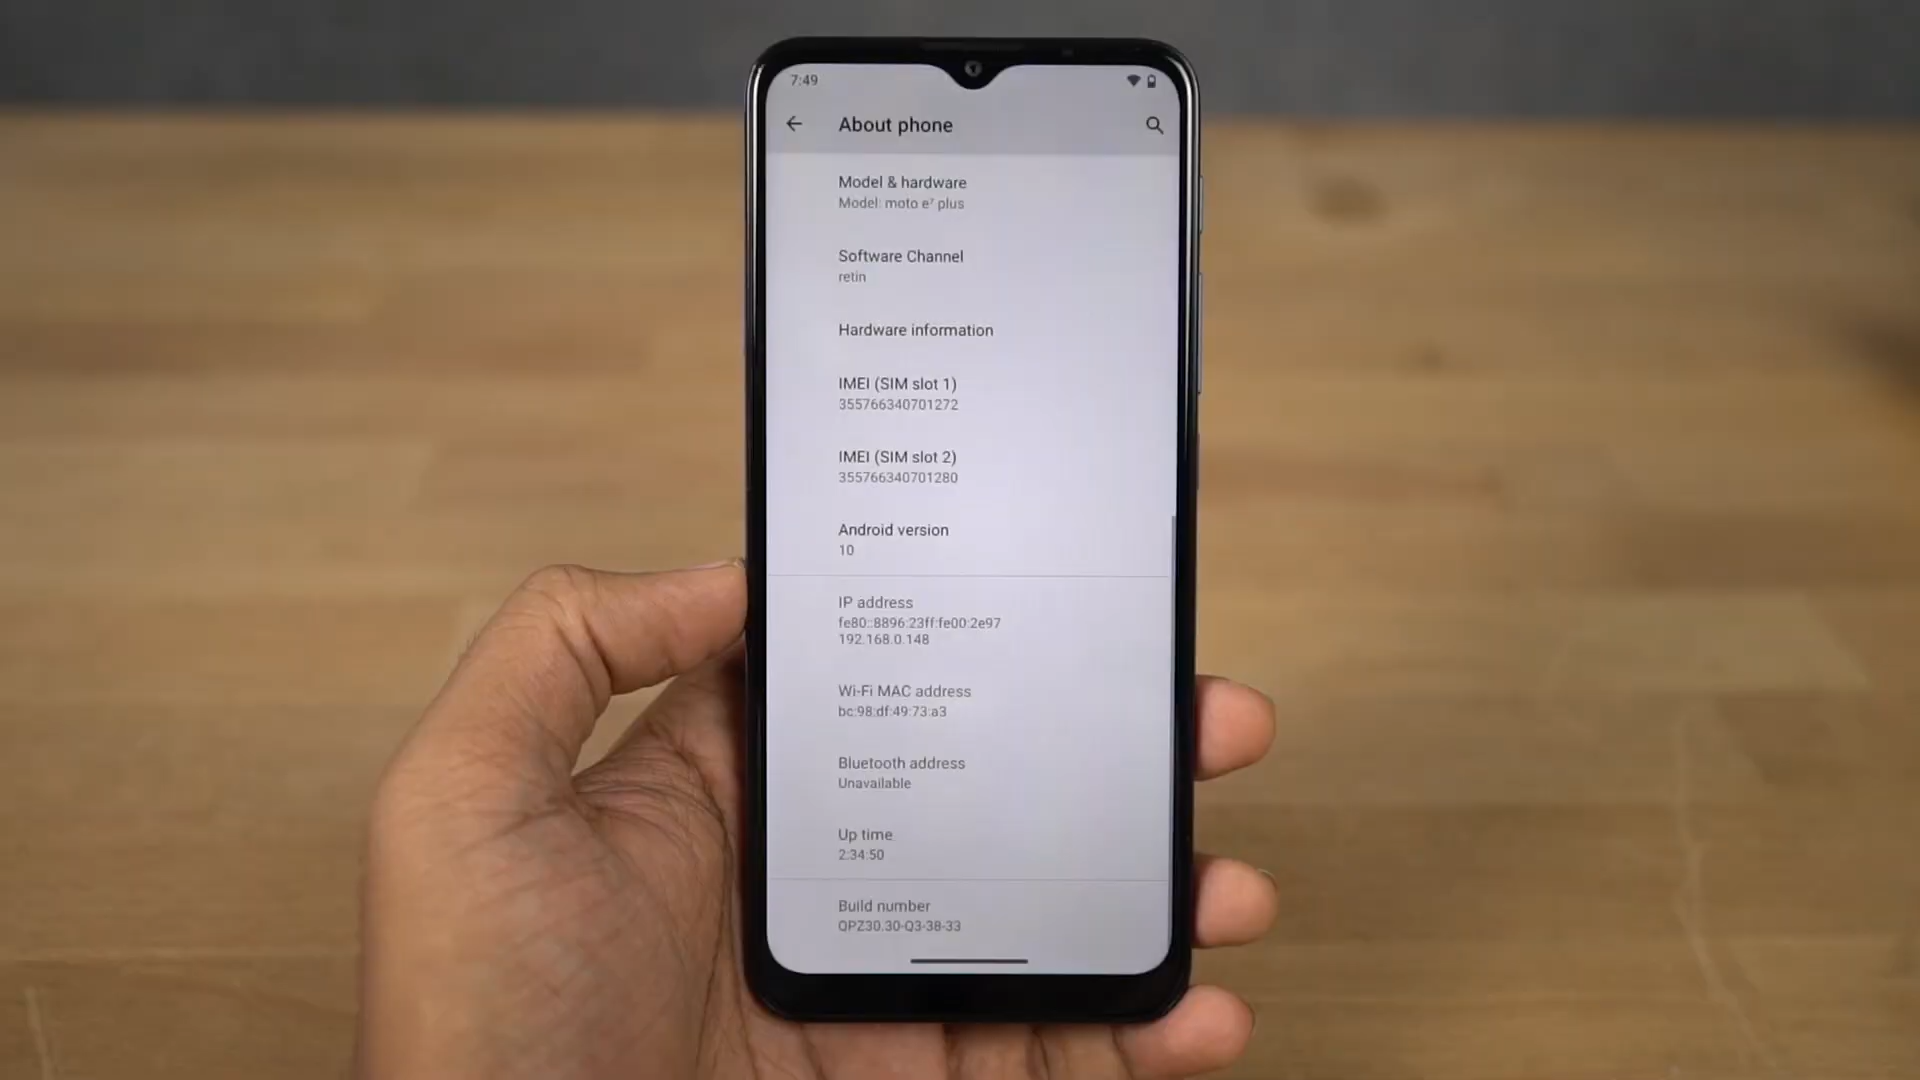 7:49
About phone
Model & hardware
Model: moto e⁷ plus
Software Channel
retin
Hardware information
IMEI (SIM slot 1)
355766340701272
IMEI (SIM slot 2)
355766340701280
Android version
10
IP address
fe80::8896:23ff:fe00:2e97
192.168.0.148
Wi-Fi MAC address
bc:98:df:49:73:a3
Bluetooth address
Unavailable
Up time
2:34:50
Build number
QPZ30.30-Q3-38-33